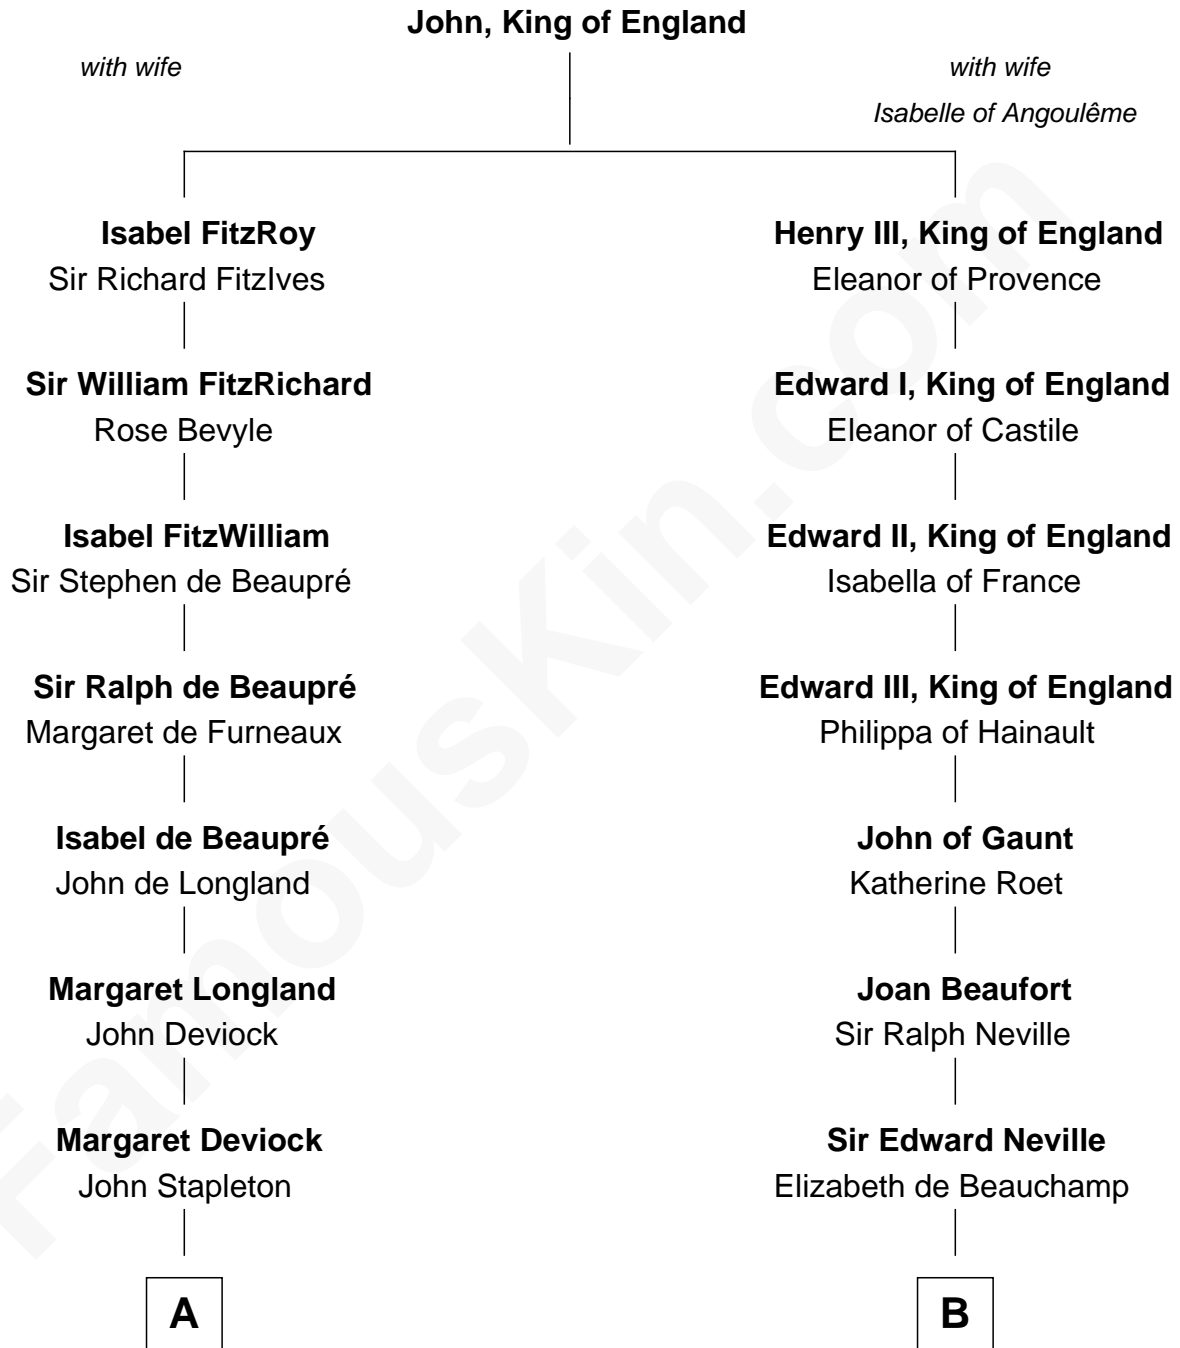 John, King of England
with wife
with wife
Isabelle of Angoulême
Isabel FitzRoy
Sir Richard FitzIves
Henry III, King of England
Eleanor of Provence
Sir William FitzRichard
Rose Bevyle
Edward I, King of England
Eleanor of Castile
Isabel FitzWilliam
Sir Stephen de Beaupré
Edward II, King of England
Isabella of France
Sir Ralph de Beaupré
Margaret de Furneaux
Edward III, King of England
Philippa of Hainault
Isabel de Beaupré
John de Longland
John of Gaunt
Katherine Roet
Margaret Longland
John Deviock
Joan Beaufort
Sir Ralph Neville
Margaret Deviock
John Stapleton
Sir Edward Neville
Elizabeth de Beauchamp
A
B
FamousKin.com